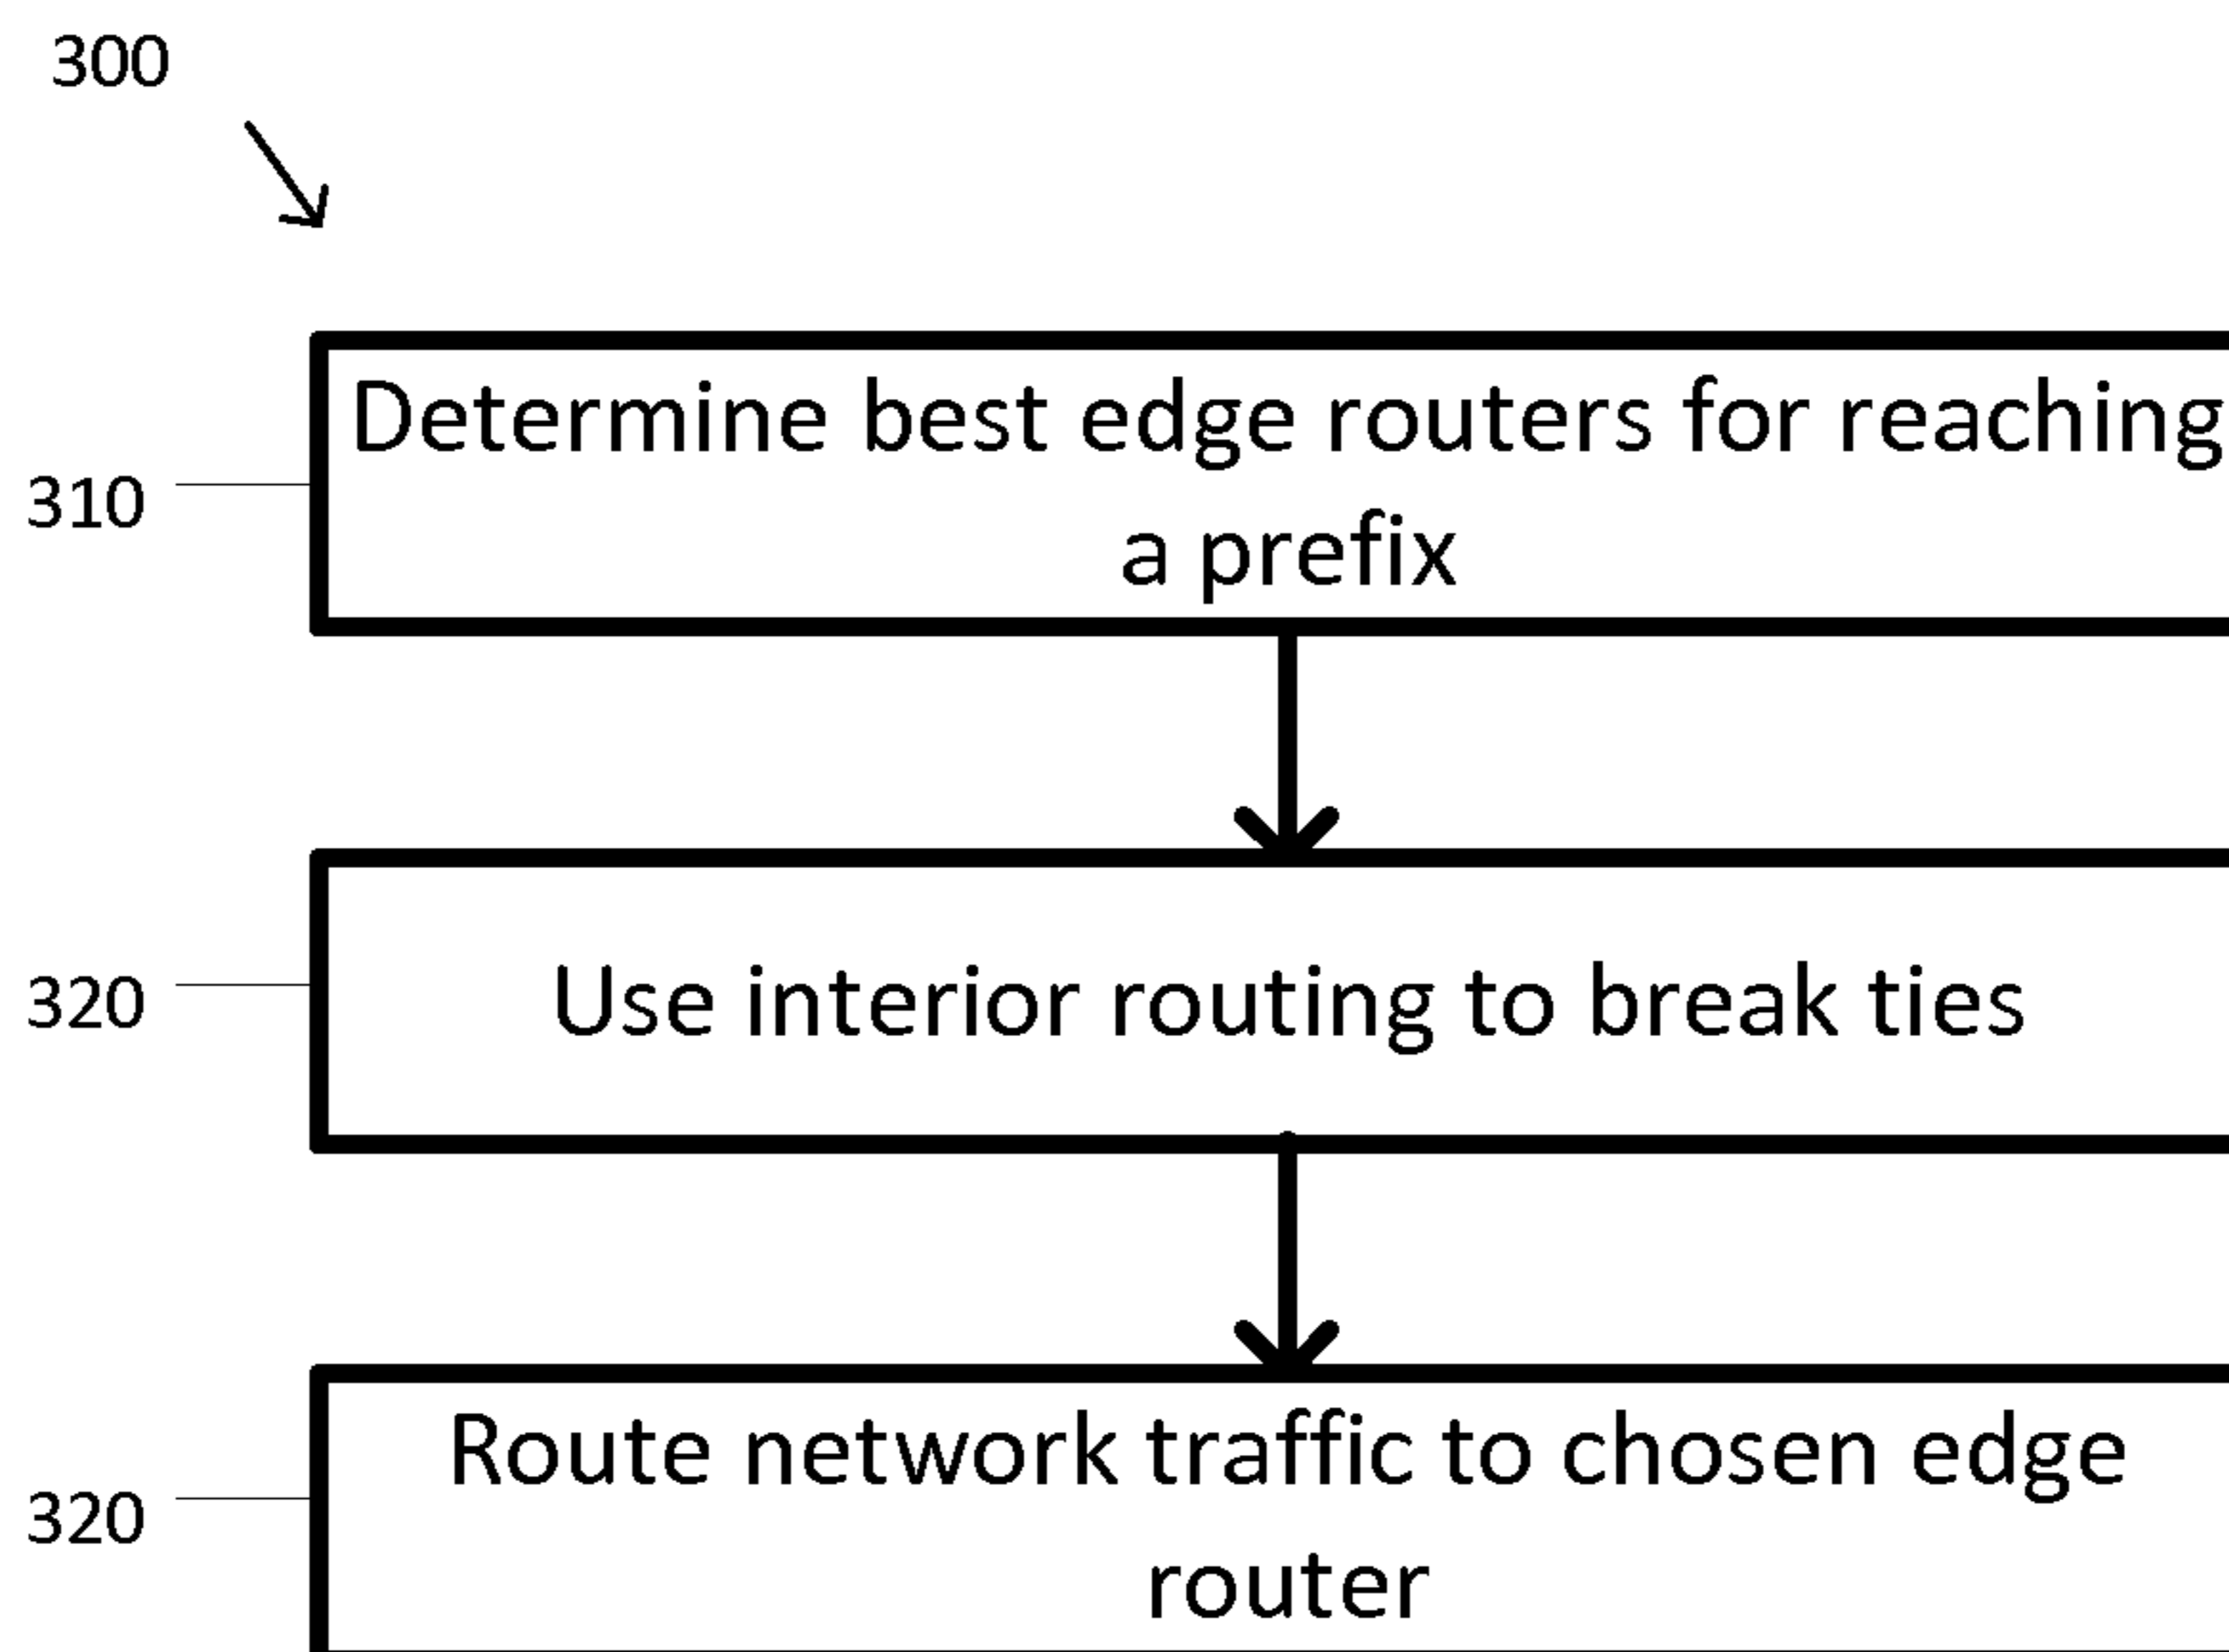 300
310
Determine best edge routers for reaching
a prefix
320
Use interior routing to break ties
320
Route network traffic to chosen edge
router